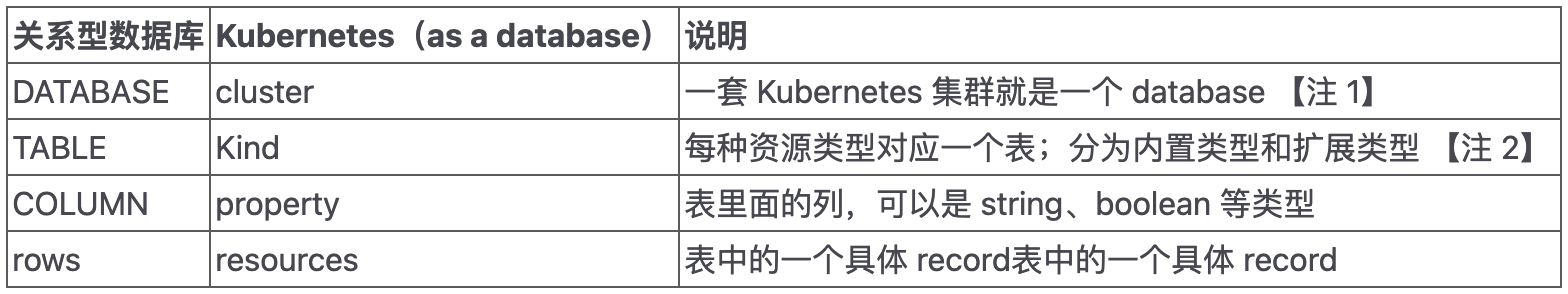 关系型数据库 Kubernetes（as a database） 说明
DATABASE cluster 一套 Kubernetes 集群就是一个 database 【注 1】
TABLE Kind 每种资源类型对应一个表；分为内置类型和扩展类型 【注 2】
COLUMN property 表里面的列，可以是 string、boolean 等类型
rows resources 表中的一个具体 record表中的一个具体 record